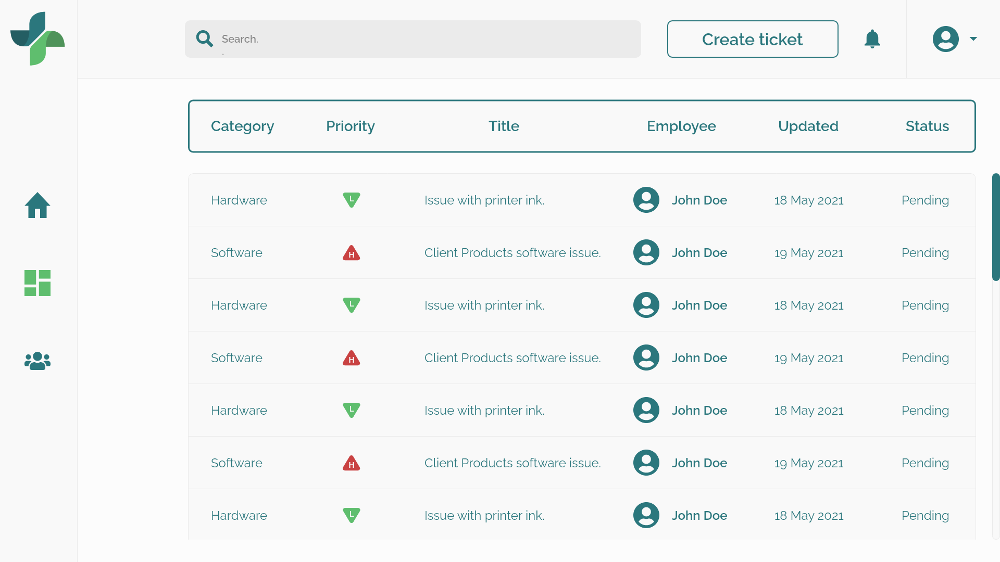 Search.
.
Create ticket
Category Priority Title Employee Updated Status
Hardware L Issue with printer ink. John Doe 18 May 2021 Pending
Software H Client Products software issue. John Doe 19 May 2021 Pending
Hardware L Issue with printer ink. John Doe 18 May 2021 Pending
Software H Client Products software issue. John Doe 19 May 2021 Pending
Hardware L Issue with printer ink. John Doe 18 May 2021 Pending
Software H Client Products software issue. John Doe 19 May 2021 Pending
Hardware L Issue with printer ink. John Doe 18 May 2021 Pending